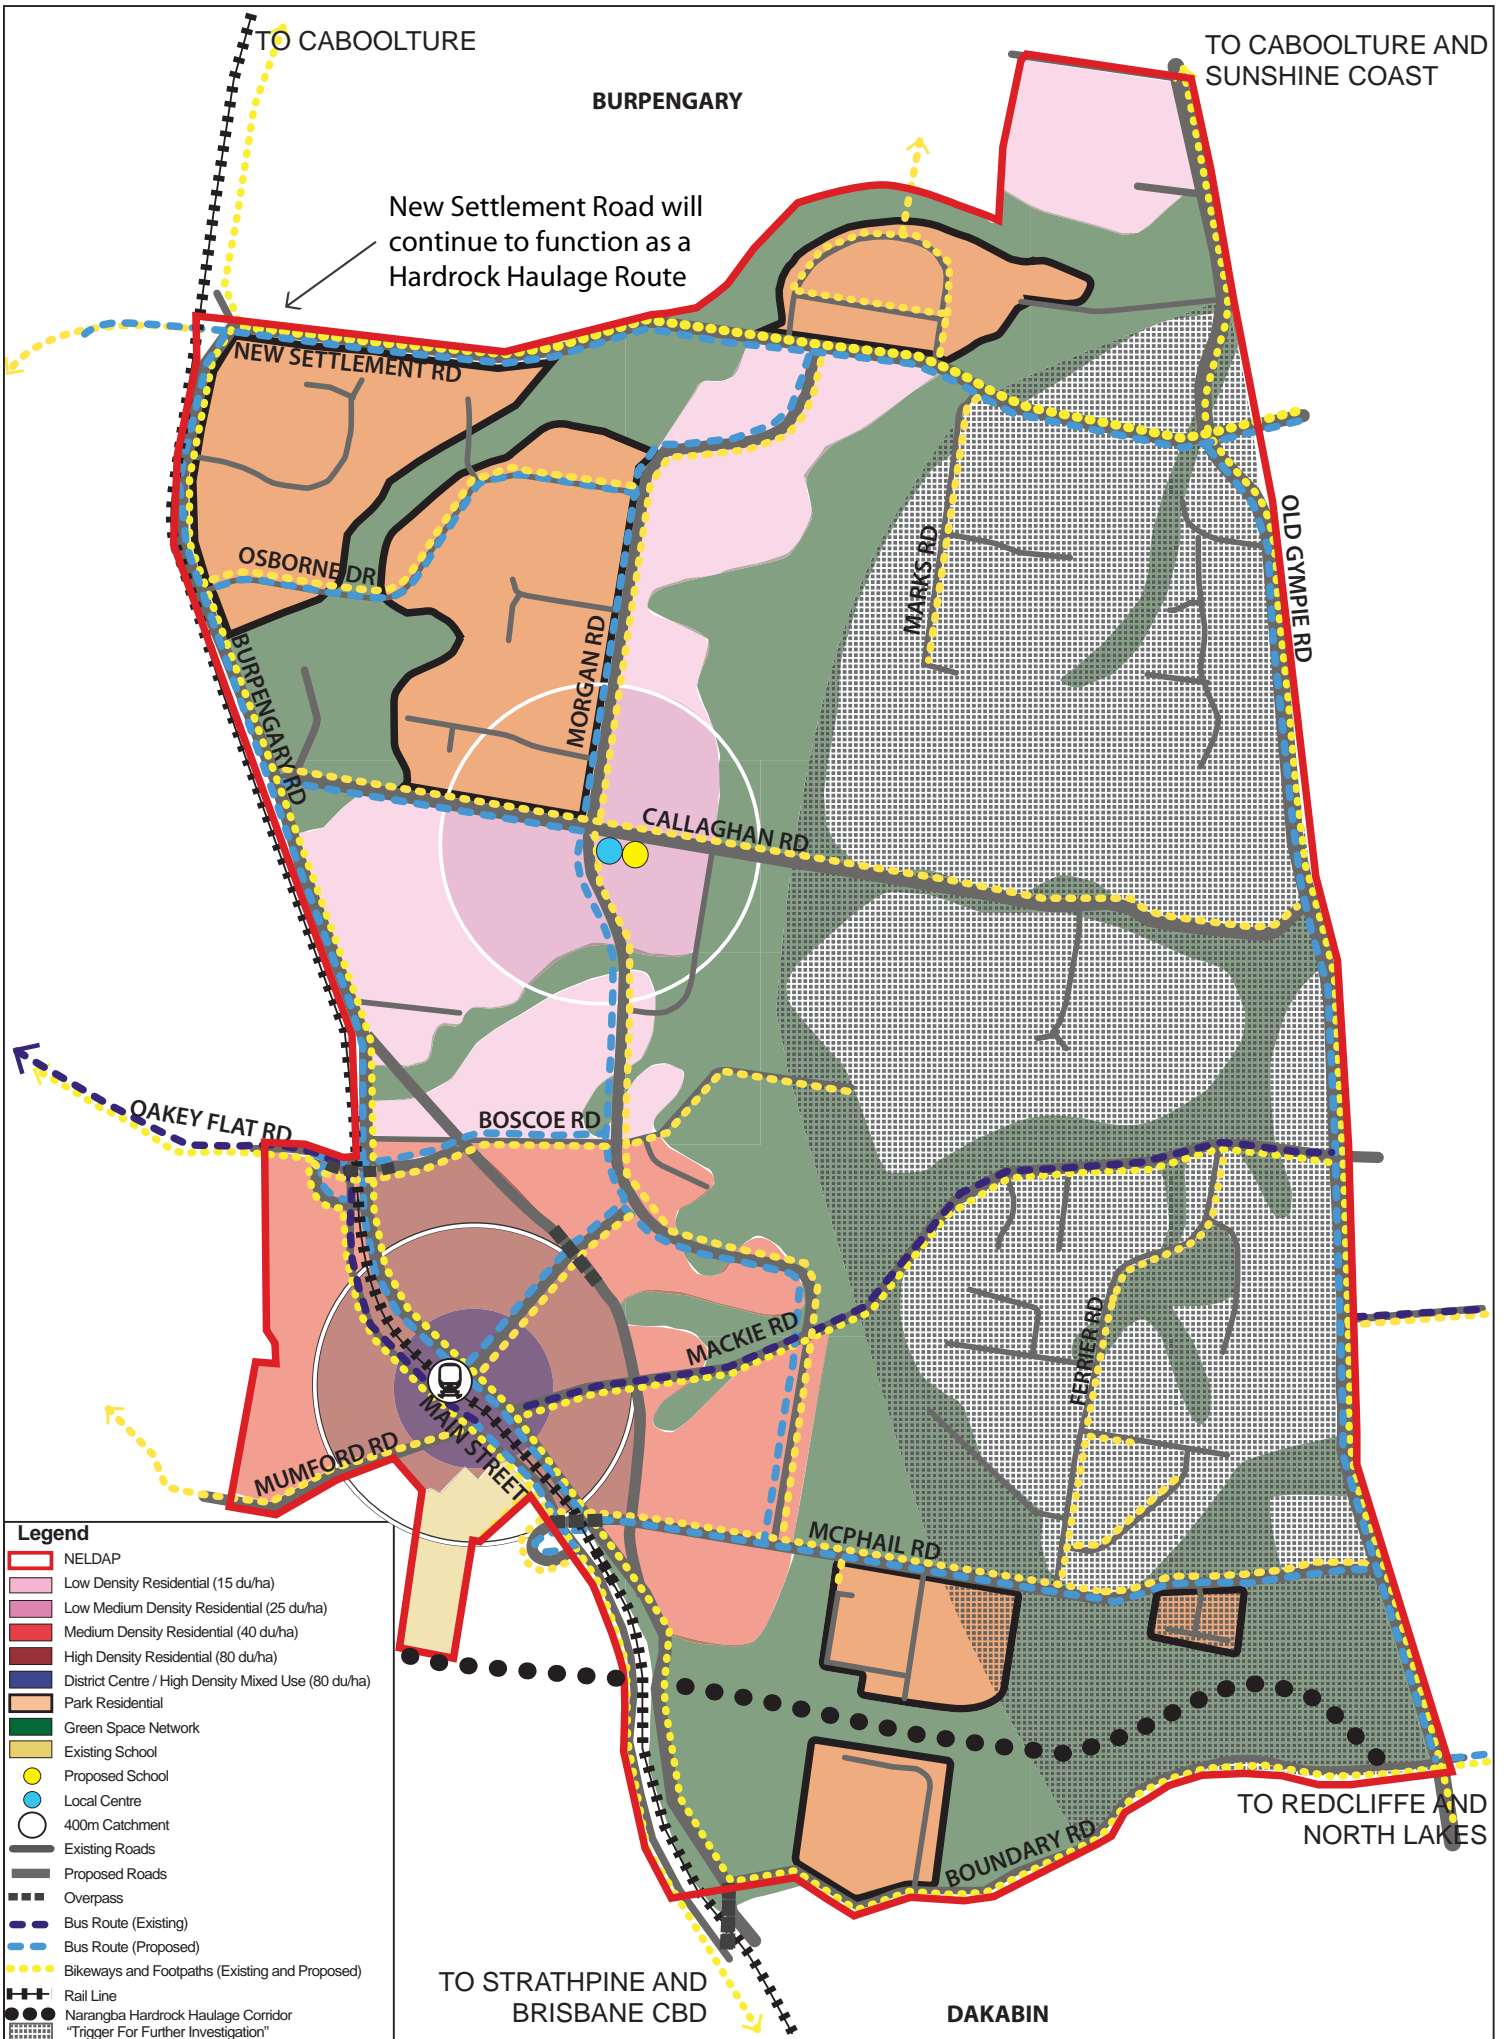 TO CABOOLTURE
TO CABOOLTURE AND
SUNSHINE COAST
BURPENGARY
New Settlement Road will
continue to function as a
Hardrock Haulage Route
NEW SETTLEMENT RD
OSBORNE DR
MARKS RD
OLD GYMPIE RD
BURPENGARY RD
MORGAN RD
CALLAGHAN RD
OAKEY FLAT RD
BOSCOE RD
MACKIE RD
FERRIER RD
MAIN STREET
MUMFORD RD
MCPHAIL RD
BOUNDARY RD
TO REDCLIFFE AND
NORTH LAKES
TO STRATHPINE AND
BRISBANE CBD
DAKABIN
Legend
NELDAP
Low Density Residential (15 du/ha)
Low Medium Density Residential (25 du/ha)
Medium Density Residential (40 du/ha)
High Density Residential (80 du/ha)
District Centre / High Density Mixed Use (80 du/ha)
Park Residential
Green Space Network
Existing School
Proposed School
Local Centre
400m Catchment
Existing Roads
Proposed Roads
Overpass
Bus Route (Existing)
Bus Route (Proposed)
Bikeways and Footpaths (Existing and Proposed)
Rail Line
Narangba Hardrock Haulage Corridor
"Trigger For Further Investigation"